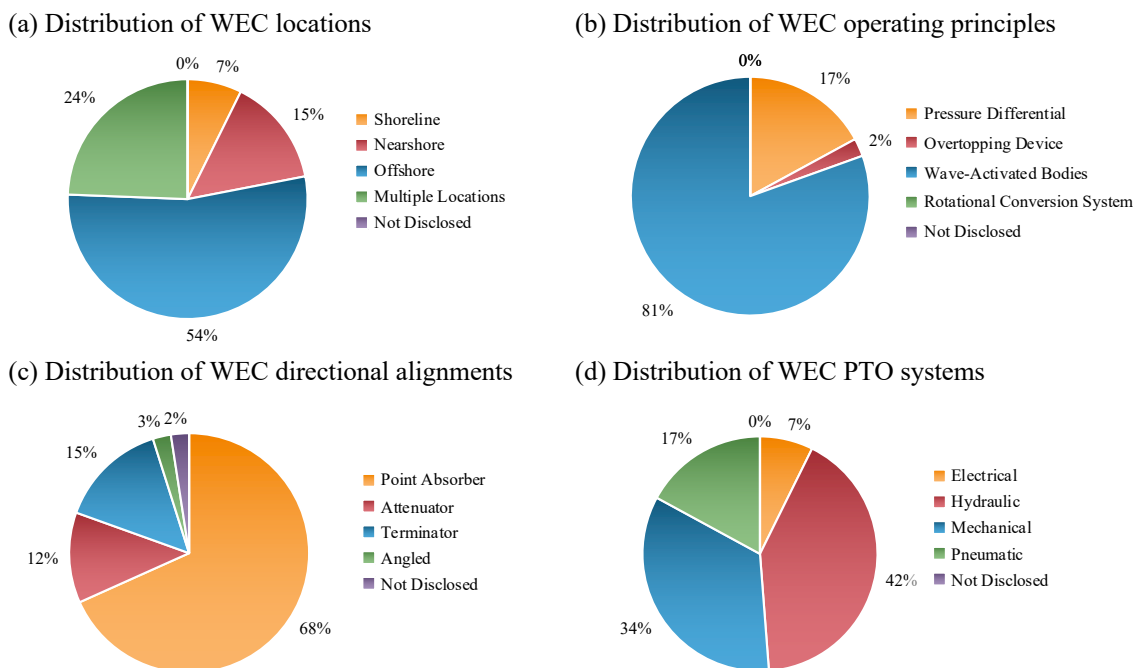 (a) Distribution of WEC locations
0%
7%
24%
15%
54%
Shoreline
Nearshore
Offshore
Multiple Locations
Not Disclosed
(b) Distribution of WEC operating principles
0%
17%
2%
81%
Pressure Differential
Overtopping Device
Wave-Activated Bodies
Rotational Conversion System
Not Disclosed
(c) Distribution of WEC directional alignments
3%
2%
15%
12%
68%
Point Absorber
Attenuator
Terminator
Angled
Not Disclosed
(d) Distribution of WEC PTO systems
0%
7%
17%
42%
34%
Electrical
Hydraulic
Mechanical
Pneumatic
Not Disclosed